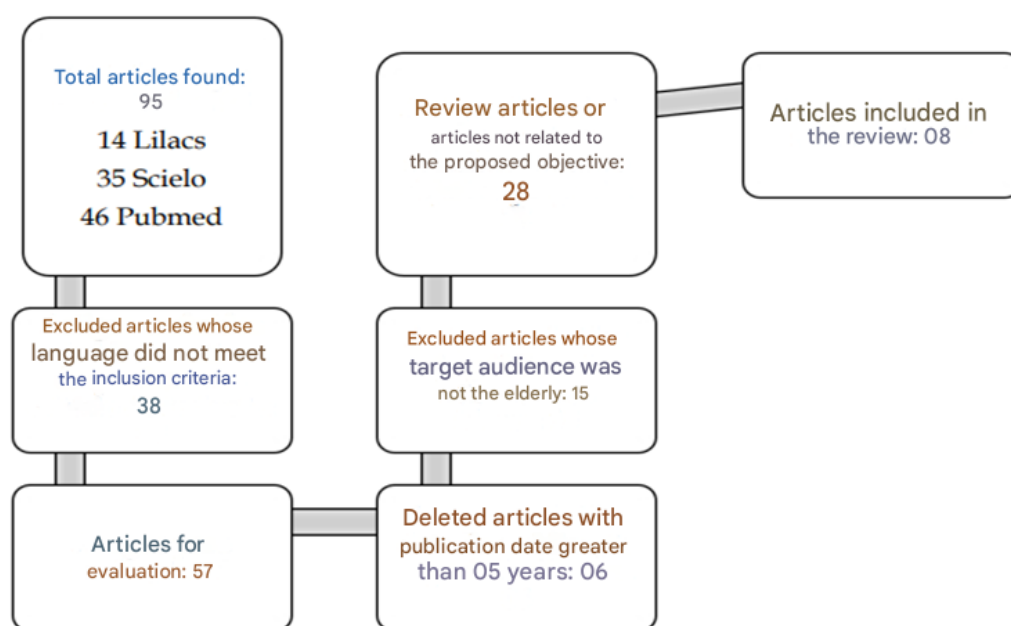 Total articles found:
95
14 Lilacs
35 Scielo
46 Pubmed
Excluded articles whose
language did not meet
the inclusion criteria:
38
Articles for
evaluation: 57
Deleted articles with
publication date greater
than 05 years: 06
Excluded articles whose
target audience was
not the elderly: 15
Review articles or
articles not related to
the proposed objective:
28
Articles included in
the review: 08